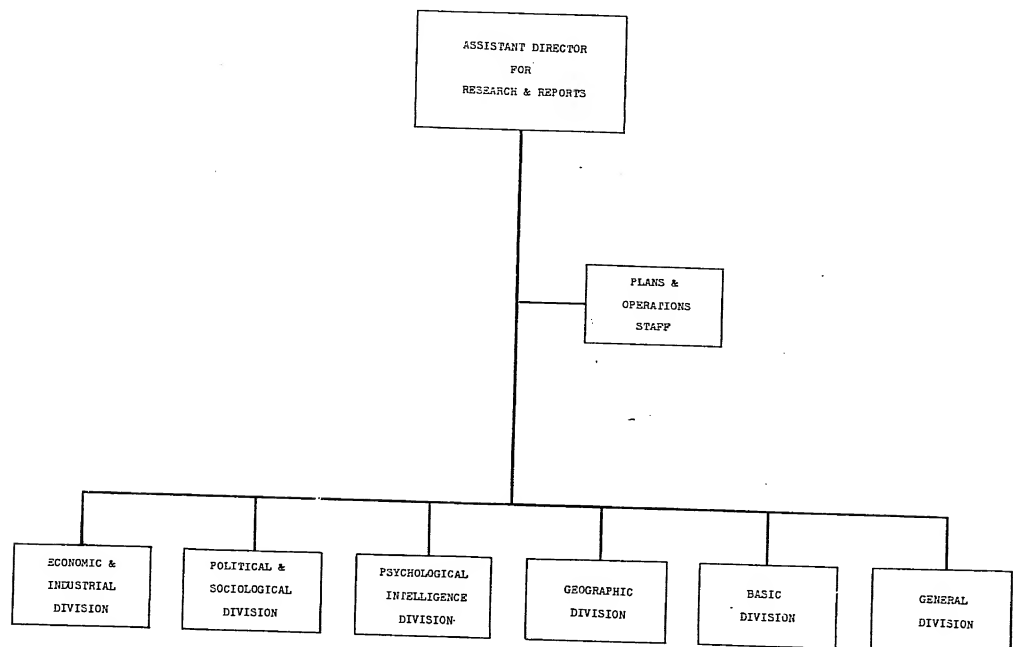 ASSISTANT DIRECTOR
FOR
RESEARCH & REPORTS
PLANS &
OPERATIONS
STAFF
ECONOMIC &
INDUSTRIAL
DIVISION
POLITICAL &
SOCIOLOGICAL
DIVISION
PSYCHOLOGICAL
INTELLIGENCE
DIVISION
GEOGRAPHIC
DIVISION
BASIC
DIVISION
GENERAL
DIVISION